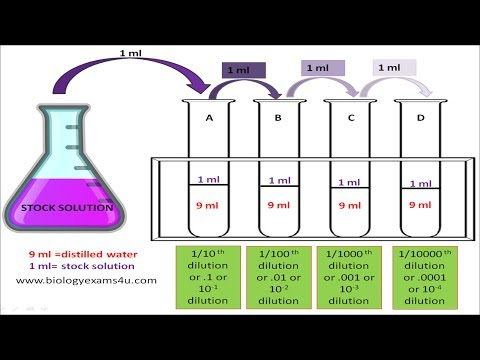 1 ml
1 ml
1 ml
1 ml
A
B
C
D
STOCK SOLUTION
1 ml
1 ml
1 ml
1 ml
9 ml
9 ml
9 ml
9 ml
9 ml =distilled water
1 ml= stock solution
www.biologyexams4u.com
1/10th
dilution
or .1 or
10-1
dilution
1/100th
dilution
or .01 or
10-2
dilution
1/1000th
dilution
or .001 or
10-3
dilution
1/10000th
dilution
or .0001
or 10-4
dilution